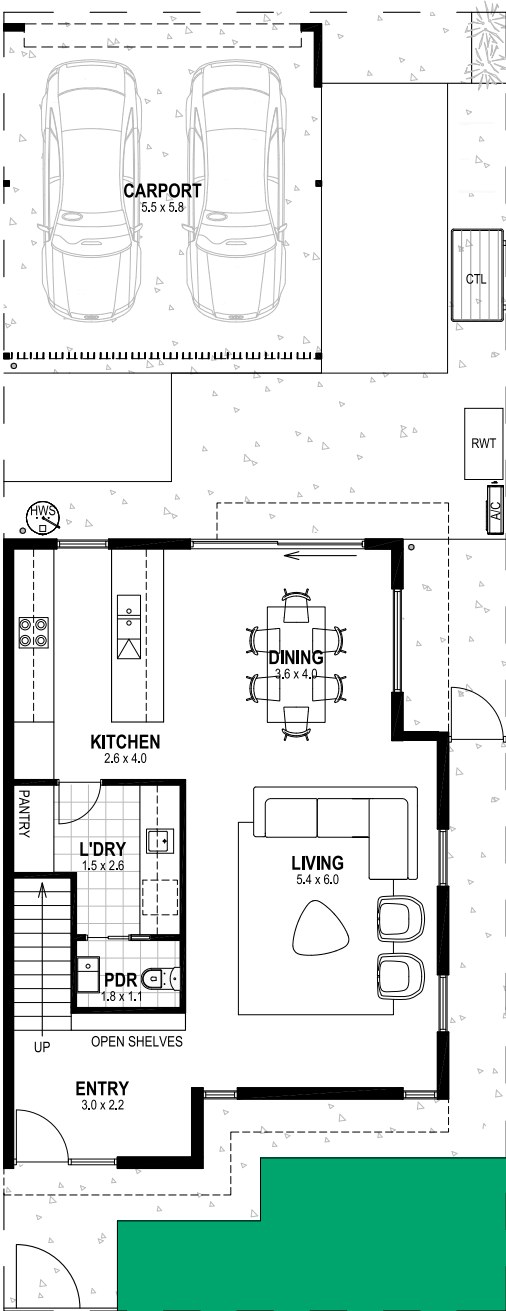 CARPORT
5.5 x 5.8
CTL
RWT
A/C
HWS
DINING
3.6 x 4.0
KITCHEN
2.6 x 4.0
PANTRY
L'DRY
1.5 x 2.6
LIVING
5.4 x 6.0
PDR
1.8 x 1.1
UP
OPEN SHELVES
ENTRY
3.0 x 2.2